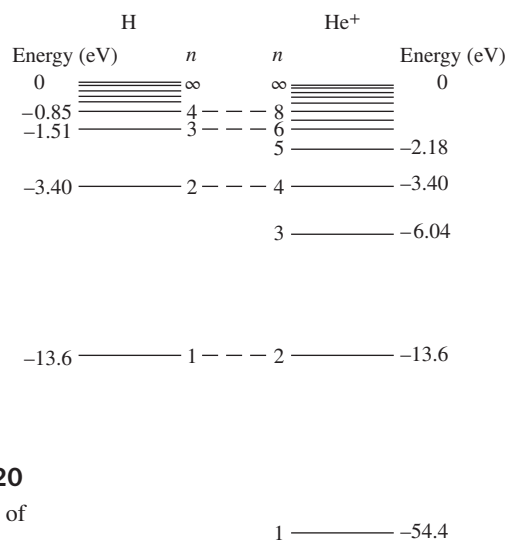 H He+
Energy (eV) n n Energy (eV)
0 ∞ ∞ 0
–0.85 4 8
–1.51 3 6
5 –2.18
–3.40 2 4 –3.40
3 –6.04
–13.6 1 2 –13.6
20
of
1 –54.4